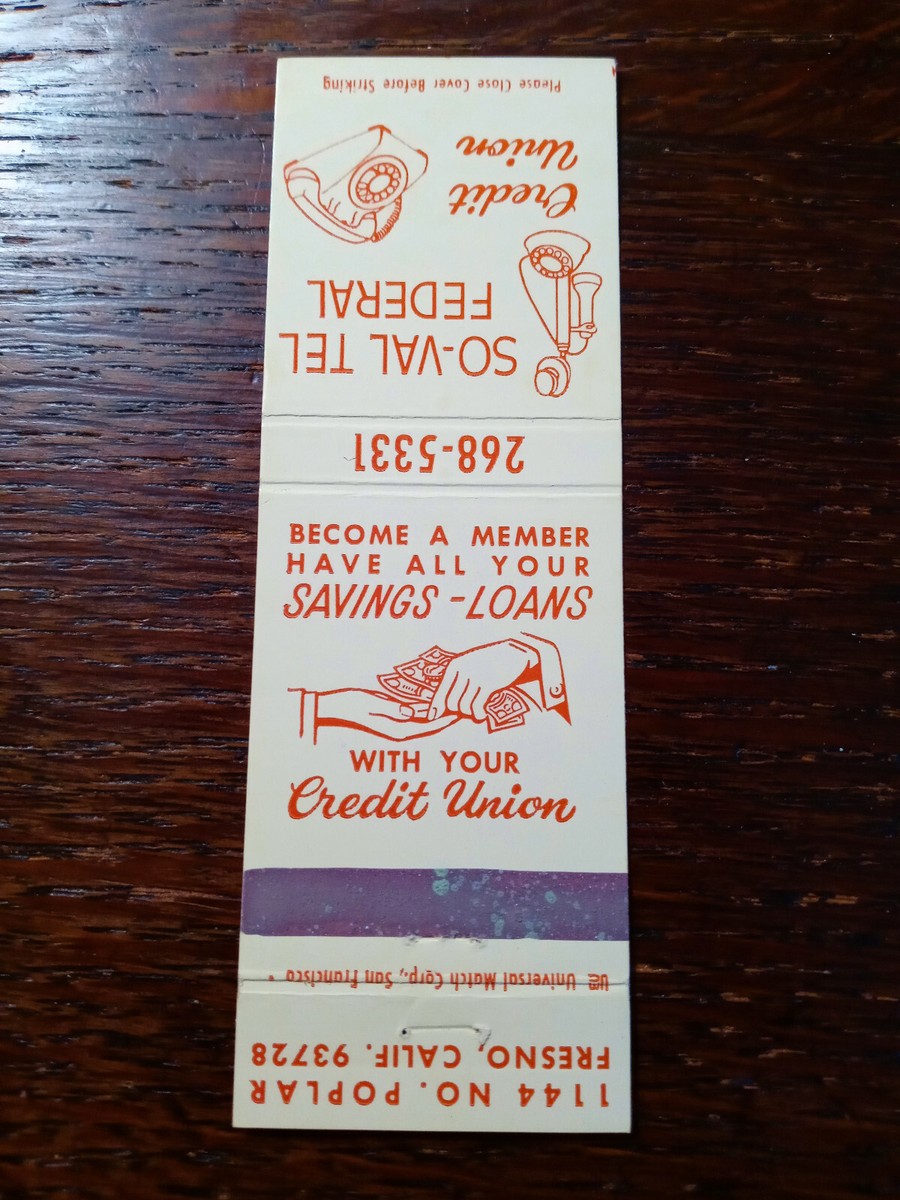 Please Close Cover Before Striking
Credit
Union
SO-VAL TEL
FEDERAL
268-5331
BECOME A MEMBER
HAVE ALL YOUR
SAVINGS - LOANS
WITH YOUR
Credit Union
Universal Match Corp., San Francisco
1144 NO. POPLAR
FRESNO, CALIF. 93728